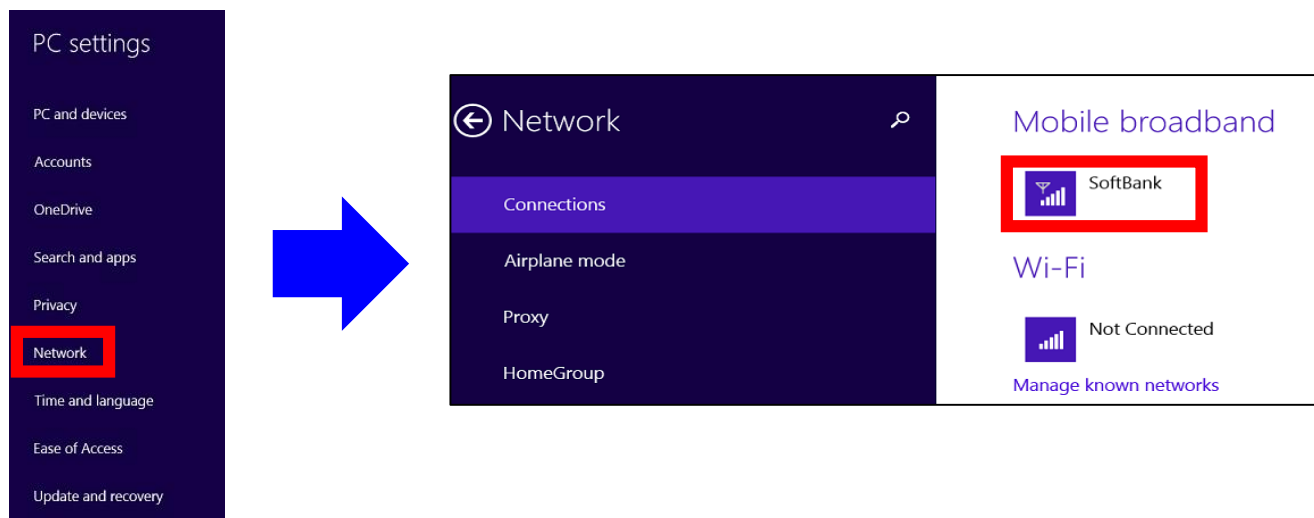 PC settings
PC and devices
Accounts
OneDrive
Search and apps
Privacy
Network
Time and language
Ease of Access
Update and recovery
Network
Connections
Airplane mode
Proxy
HomeGroup
Mobile broadband
SoftBank
Wi-Fi
Not Connected
Manage known networks